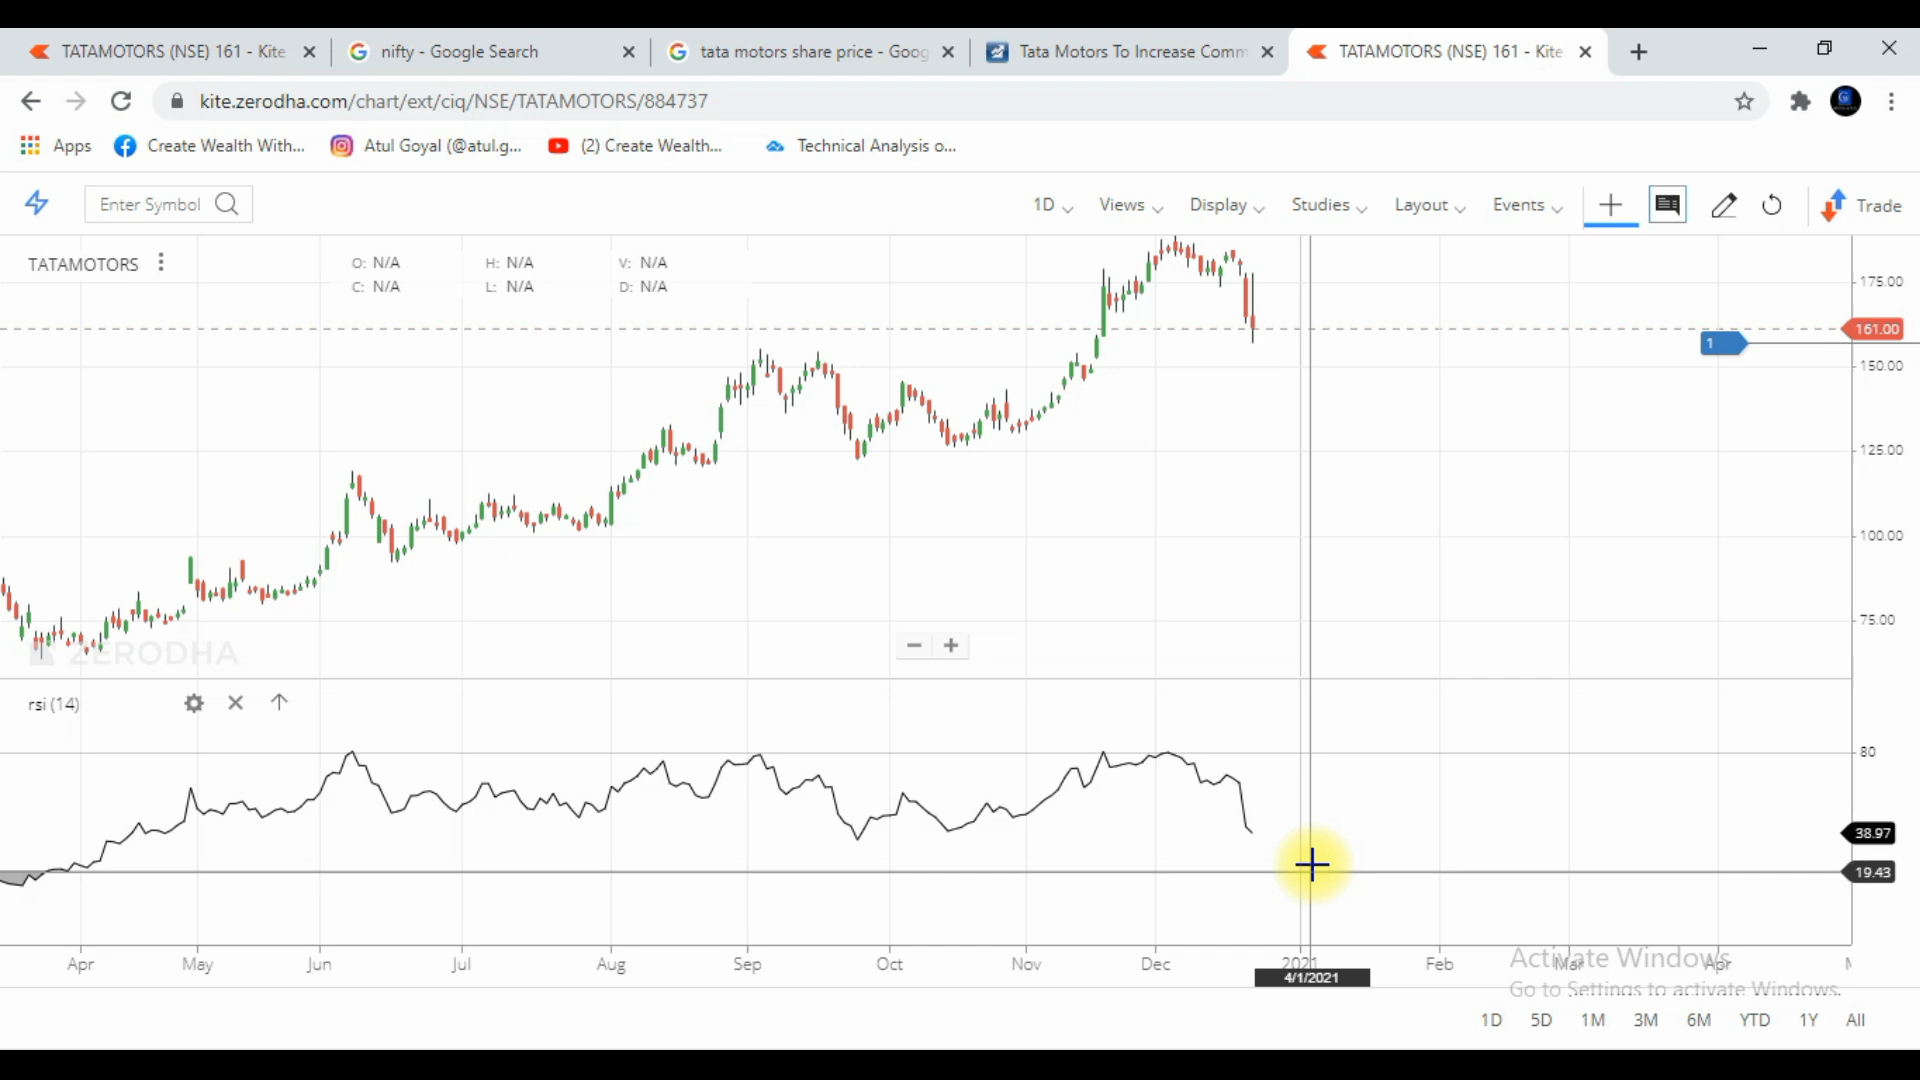 TATAMOTORS (NSE) 161 - Kite
nifty - Google Search
tata motors share price - Goog
Tata Motors To Increase Comm
TATAMOTORS (NSE) 161 - Kite
kite.zerodha.com/chart/ext/ciq/NSE/TATAMOTORS/884737
Apps
Create Wealth With...
Atul Goyal (@atul.g...
(2) Create Wealth...
Technical Analysis o...
Enter Symbol
1D
Views
Display
Studies
Layout
Events
Trade
TATAMOTORS
O: N/A H: N/A V: N/A
C: N/A L: N/A D: N/A
175.00
161.00
1
150.00
125.00
100.00
75.00
ZERODHA
rsi (14)
80
38.97
19.43
Apr May Jun Jul Aug Sep Oct Nov Dec 2021 Feb Mar Apr
4/1/2021
Activate Windows
Go to Settings to activate Windows.
1D 5D 1M 3M 6M YTD 1Y All